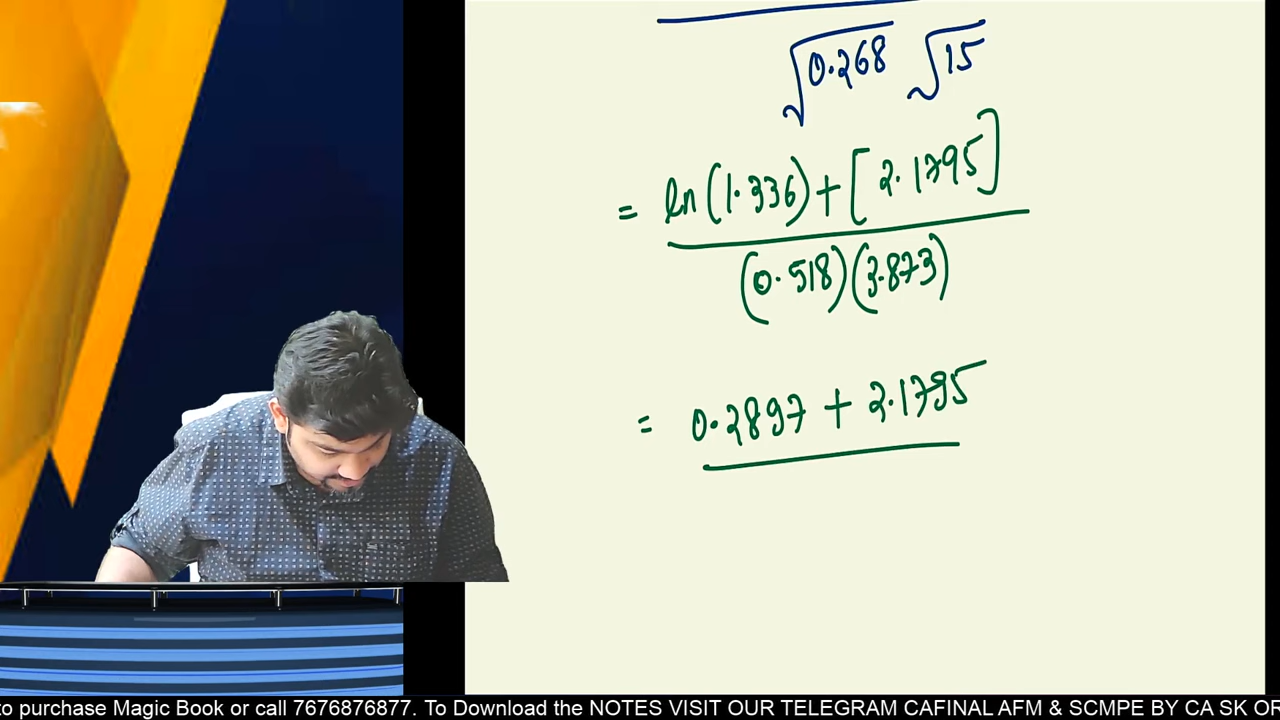 √0.268 √15
= ln(1.336)+[2.1795]
(0.518)(3.873)
= 0.2897 + 2.1795
to purchase Magic Book or call 7676876877. To Download the NOTES VISIT OUR TELEGRAM CAFINAL AFM & SCMPE BY CA SK OR